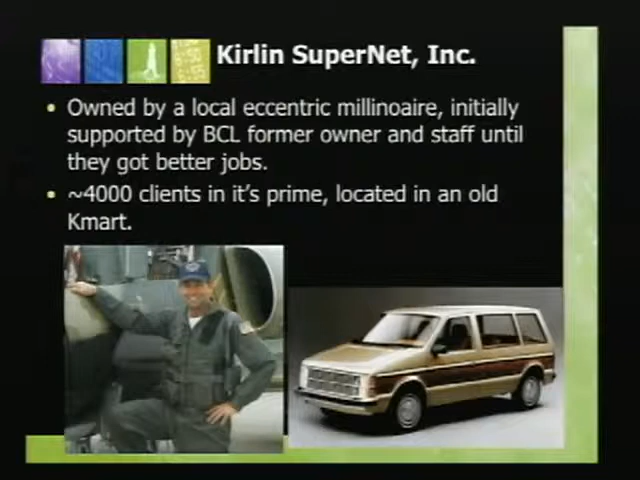 Kirlin SuperNet, Inc.
• Owned by a local eccentric millinoaire, initially
supported by BCL former owner and staff until
they got better jobs.
• ~4000 clients in it's prime, located in an old
Kmart.